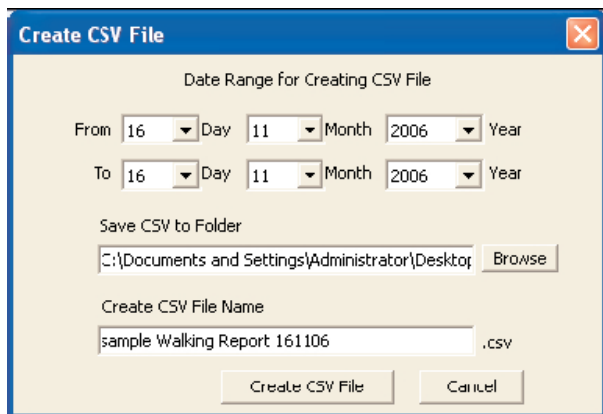 Create CSV File
Date Range for Creating CSV File
From 16 Day 11 Month 2006 Year
To 16 Day 11 Month 2006 Year
Save CSV to Folder
C:\Documents and Settings\Administrator\Desktop Browse
Create CSV File Name
sample Walking Report 161106 .csv
Create CSV File Cancel